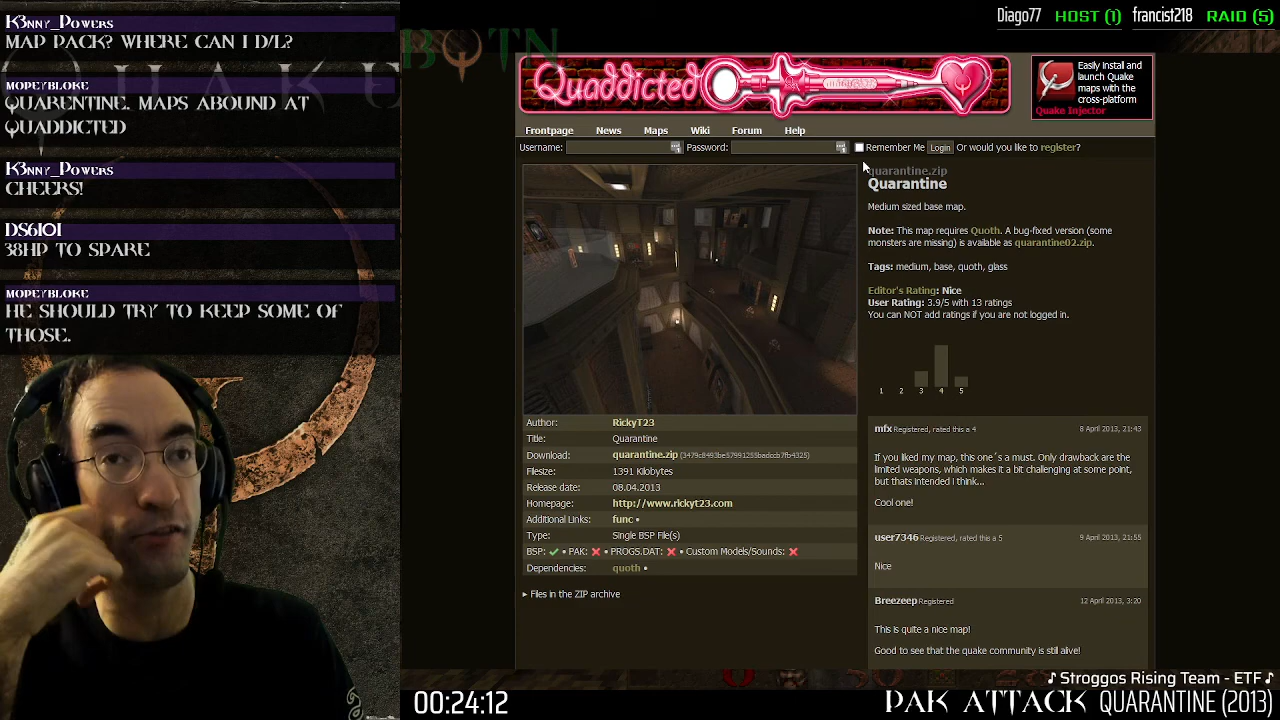 K3nny_Powers
MAP PACK? WHERE CAN I D/L?
MOPEYBLOKE
QUARENTINE. MAPS ABOUND AT
QUADDICTED
K3nny_Powers
CHEERS!
DS6101
38HP TO SPARE
MOPEYBLOKE
HE SHOULD TRY TO KEEP SOME OF
THOSE.
Diago77 HOST (1) francist218 RAID (5)
Quaddicted
Easily Install and
launch Quake
maps with the
cross-platform
Quake Injector
Frontpage News Maps Wiki Forum Help
Username: Password: Remember Me Login Or would you like to register?
quarantine.zip
Quarantine
Medium sized base map.
Note: This map requires Quoth. A bug-fixed version (some
monsters are missing) is available as quarantine02.zip.
Tags: medium, base, quoth, glass
Editor's Rating: Nice
User Rating: 3.9/5 with 13 ratings
You can NOT add ratings if you are not logged in.
1 2 3 4 5
Author: RickyT23
Title: Quarantine
Download: quarantine.zip
Filesize: 1391 Kilobytes
Release date: 08.04.2013
Homepage: http://www.rickyt23.com
Additional Links: func •
Type: Single BSP File(s)
BSP: ✔ • PAK: ✘ • PROGS.DAT: ✘ • Custom Models/Sounds: ✘
Dependencies: quoth •
▸ Files in the ZIP archive
mfx Registered, rated this a 4 8 April 2013, 21:43
If you liked my map, this one´s a must. Only drawback are the
limited weapons, which makes it a bit challenging at some point,
but thats intended I think...
Cool one!
user7346 Registered, rated this a 5 9 April 2013, 21:55
Nice
Breezeep Registered 12 April 2013, 3:20
This is quite a nice map!
Good to see that the quake community is still alive!
♪ Stroggos Rising Team - ETF ♪
00:24:12
PAK ATTACK QUARANTINE (2013)